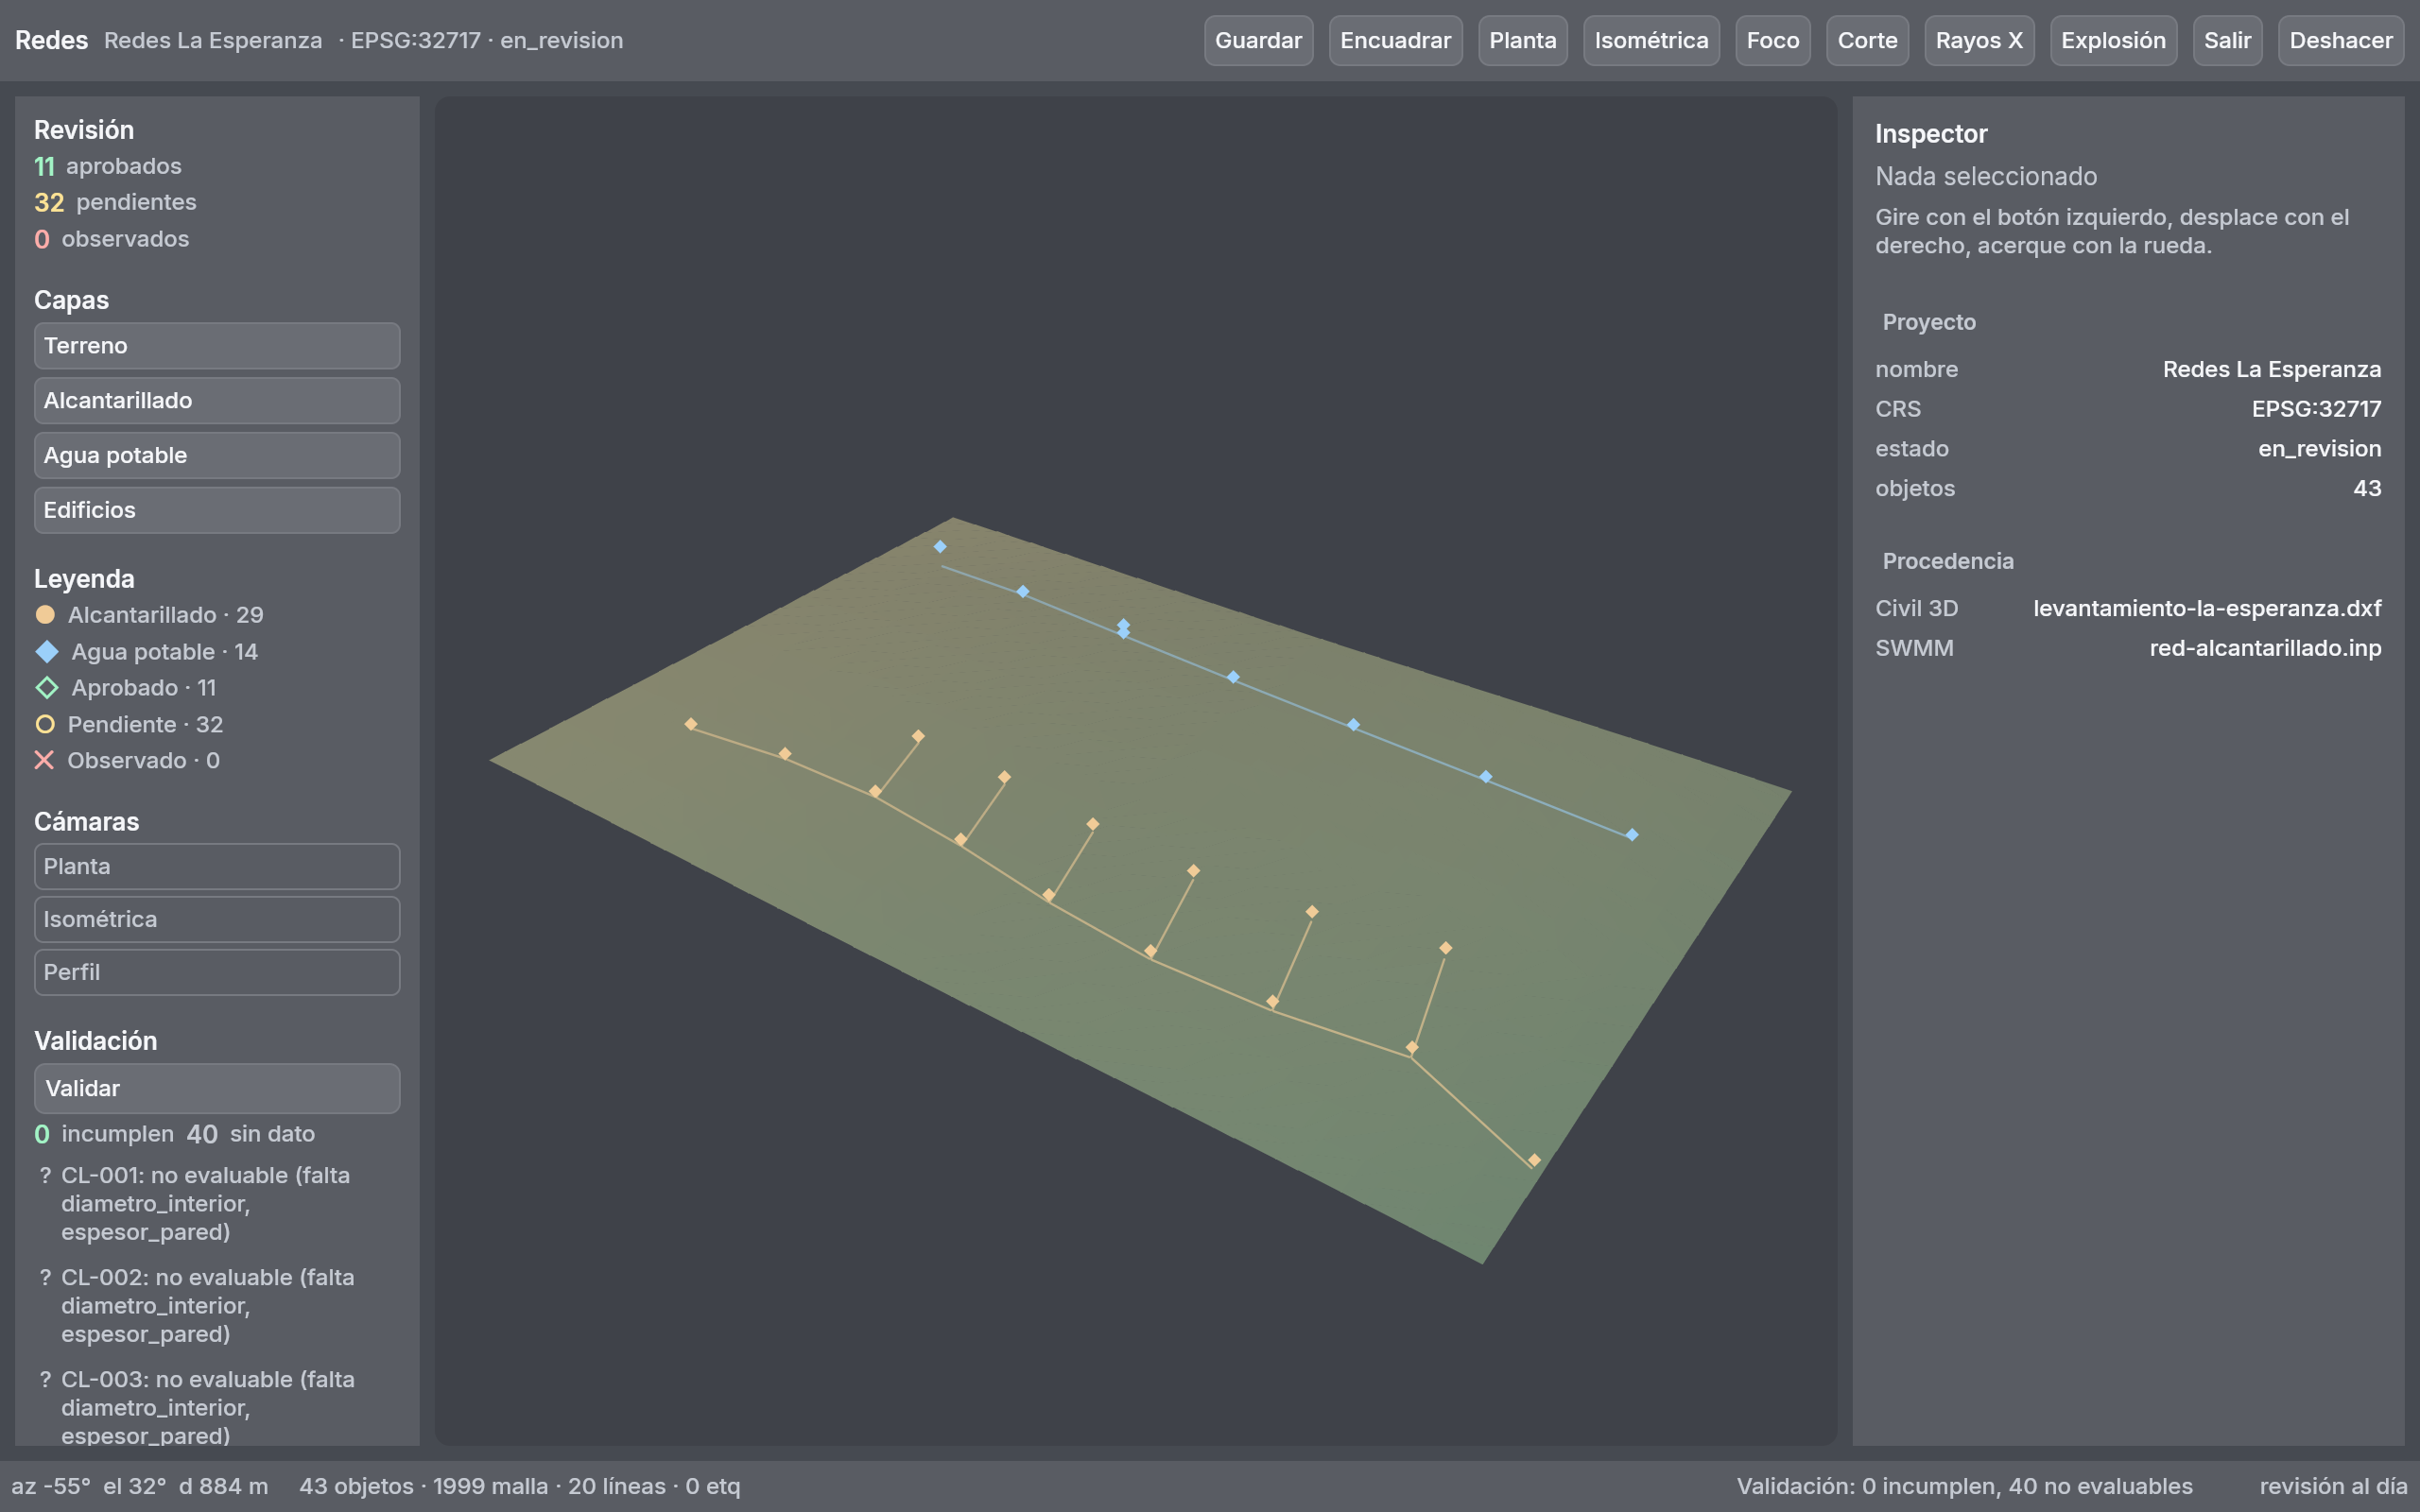 Redes Redes La Esperanza · EPSG:32717 · en_revision
Guardar Encuadrar Planta Isométrica Foco Corte Rayos X Explosión Salir Deshacer
Revisión
11 aprobados
32 pendientes
0 observados
Capas
Terreno
Alcantarillado
Agua potable
Edificios
Leyenda
Alcantarillado · 29
Agua potable · 14
Aprobado · 11
Pendiente · 32
Observado · 0
Cámaras
Planta
Isométrica
Perfil
Validación
Validar
0 incumplen 40 sin dato
? CL-001: no evaluable (falta
diametro_interior,
espesor_pared)
? CL-002: no evaluable (falta
diametro_interior,
espesor_pared)
? CL-003: no evaluable (falta
diametro_interior,
espesor_pared)
Inspector
Nada seleccionado
Gire con el botón izquierdo, desplace con el
derecho, acerque con la rueda.
Proyecto
nombre Redes La Esperanza
CRS EPSG:32717
estado en_revision
objetos 43
Procedencia
Civil 3D levantamiento-la-esperanza.dxf
SWMM red-alcantarillado.inp
az -55° el 32° d 884 m 43 objetos · 1999 malla · 20 líneas · 0 etq
Validación: 0 incumplen, 40 no evaluables revisión al día